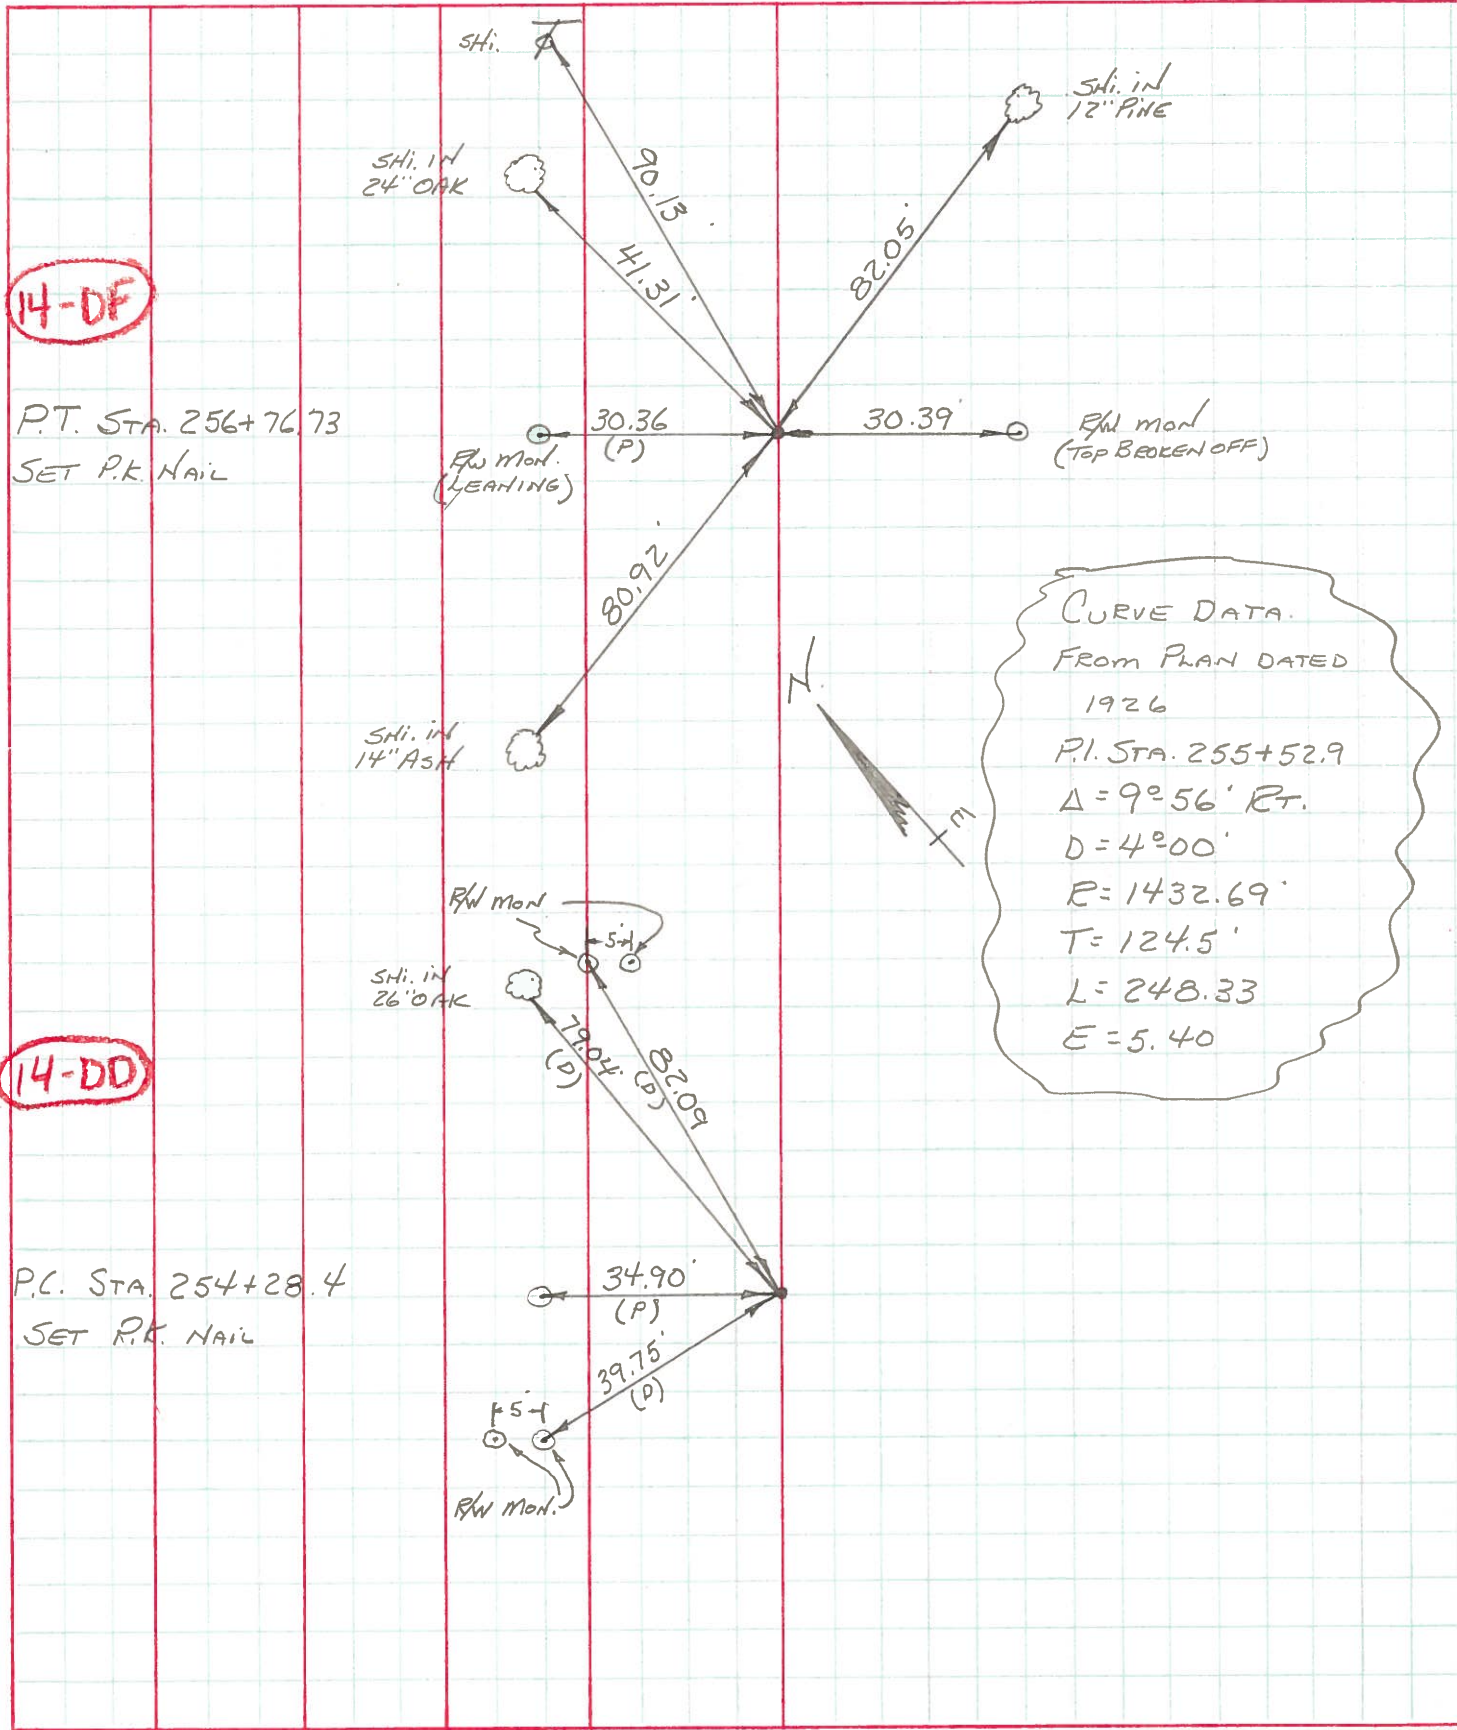 SHi.
SHi. in
12" PiNE
SHi. IN
24" OAK
90.13'
41.31'
82.05'
14-DF
P.T. STA. 256+76.73
SET P.K. NAiL
30.36
(P)
30.39
R/W MON.
(LEANING)
R/W MON
(TOP BROKEN OFF)
80.92'
SHi. in
14" ASH
N.
E
CURVE DATA.
FROM PLAN DATED
1926
P.I. STA. 255+52.9
Δ = 9°56' RT.
D = 4°00'
R = 1432.69'
T = 124.5'
L = 248.33
E = 5.40
R/W MON
5'
SHi. in
26" OAK
79.04'
(D)
82.09
(D)
14-DD
P.C. STA. 254+28.4
SET P.K. NAiL
34.90'
(P)
39.75'
(D)
5'
R/W MON.